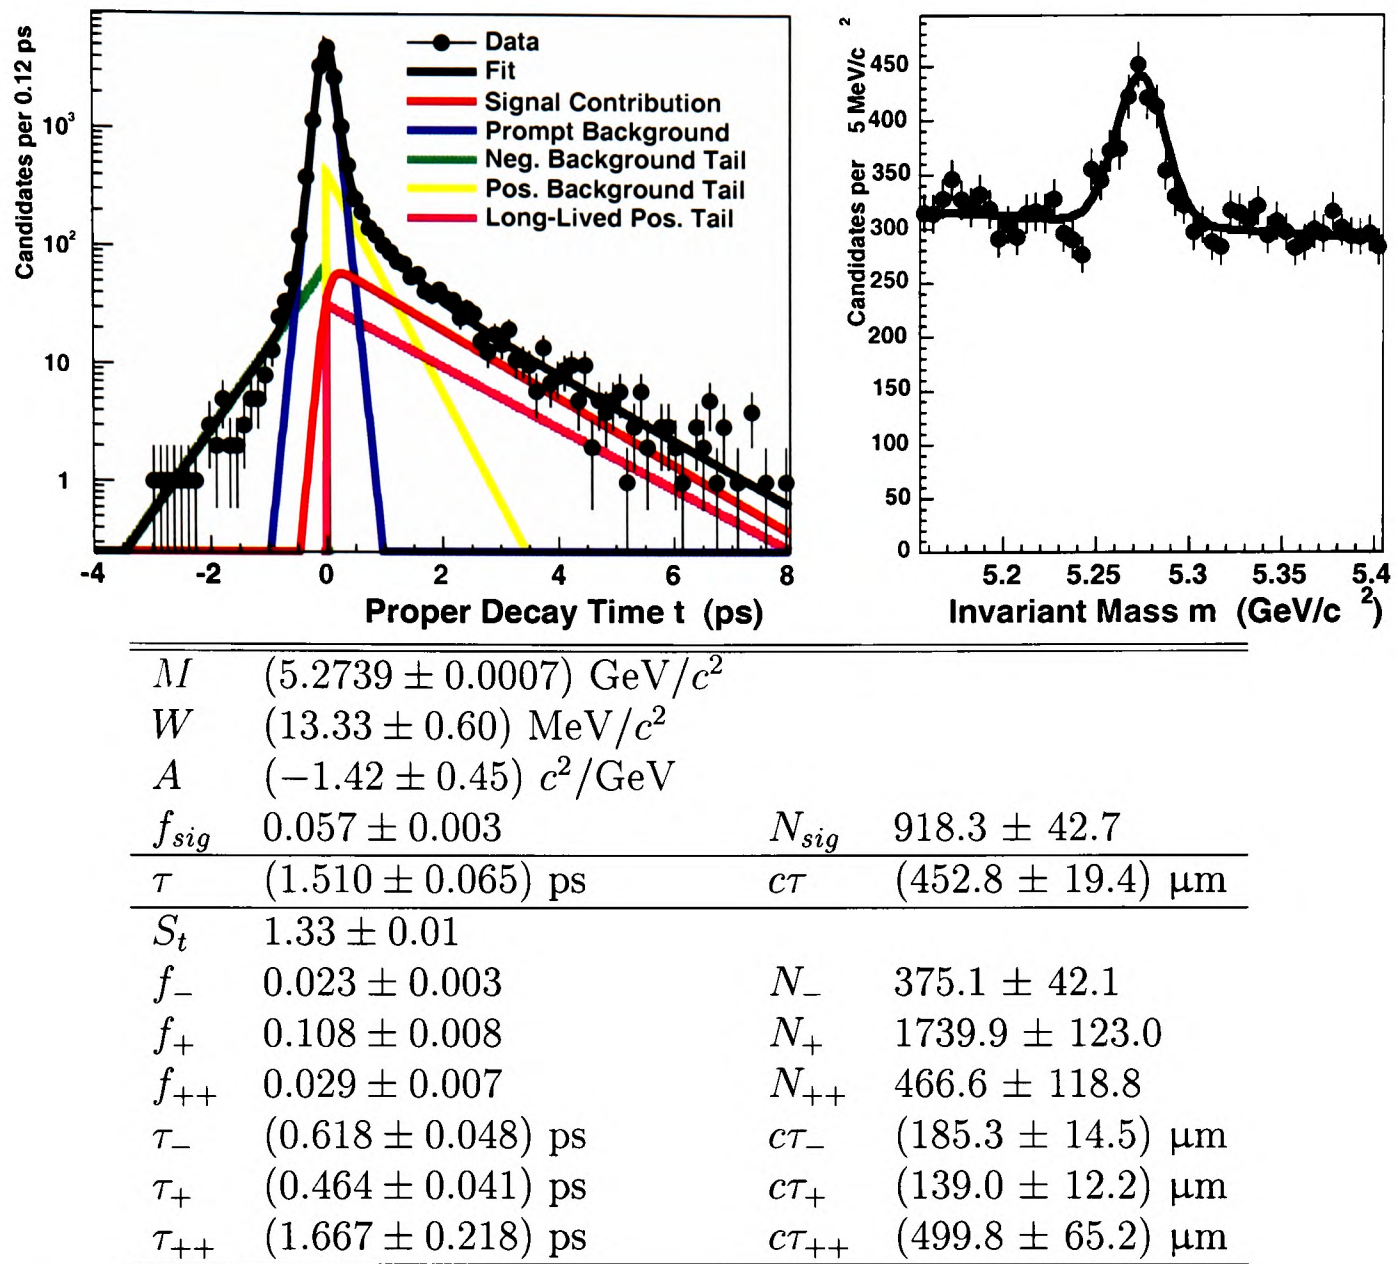 Candidates per 0.12 ps
10³
10²
10
1
-4 -2 0 2 4 6 8
Proper Decay Time t (ps)
Data
Fit
Signal Contribution
Prompt Background
Neg. Background Tail
Pos. Background Tail
Long-Lived Pos. Tail
Candidates per 5 MeV/c ²
450
400
350
300
250
200
150
100
50
0
5.2 5.25 5.3 5.35 5.4
Invariant Mass m (GeV/c ²)
M (5.2739 ± 0.0007) GeV/c²
W (13.33 ± 0.60) MeV/c²
A (−1.42 ± 0.45) c²/GeV
f_sig 0.057 ± 0.003 N_sig 918.3 ± 42.7
τ (1.510 ± 0.065) ps cτ (452.8 ± 19.4) μm
S_t 1.33 ± 0.01
f_− 0.023 ± 0.003 N_− 375.1 ± 42.1
f_+ 0.108 ± 0.008 N_+ 1739.9 ± 123.0
f_++ 0.029 ± 0.007 N_++ 466.6 ± 118.8
τ_− (0.618 ± 0.048) ps cτ_− (185.3 ± 14.5) μm
τ_+ (0.464 ± 0.041) ps cτ_+ (139.0 ± 12.2) μm
τ_++ (1.667 ± 0.218) ps cτ_++ (499.8 ± 65.2) μm